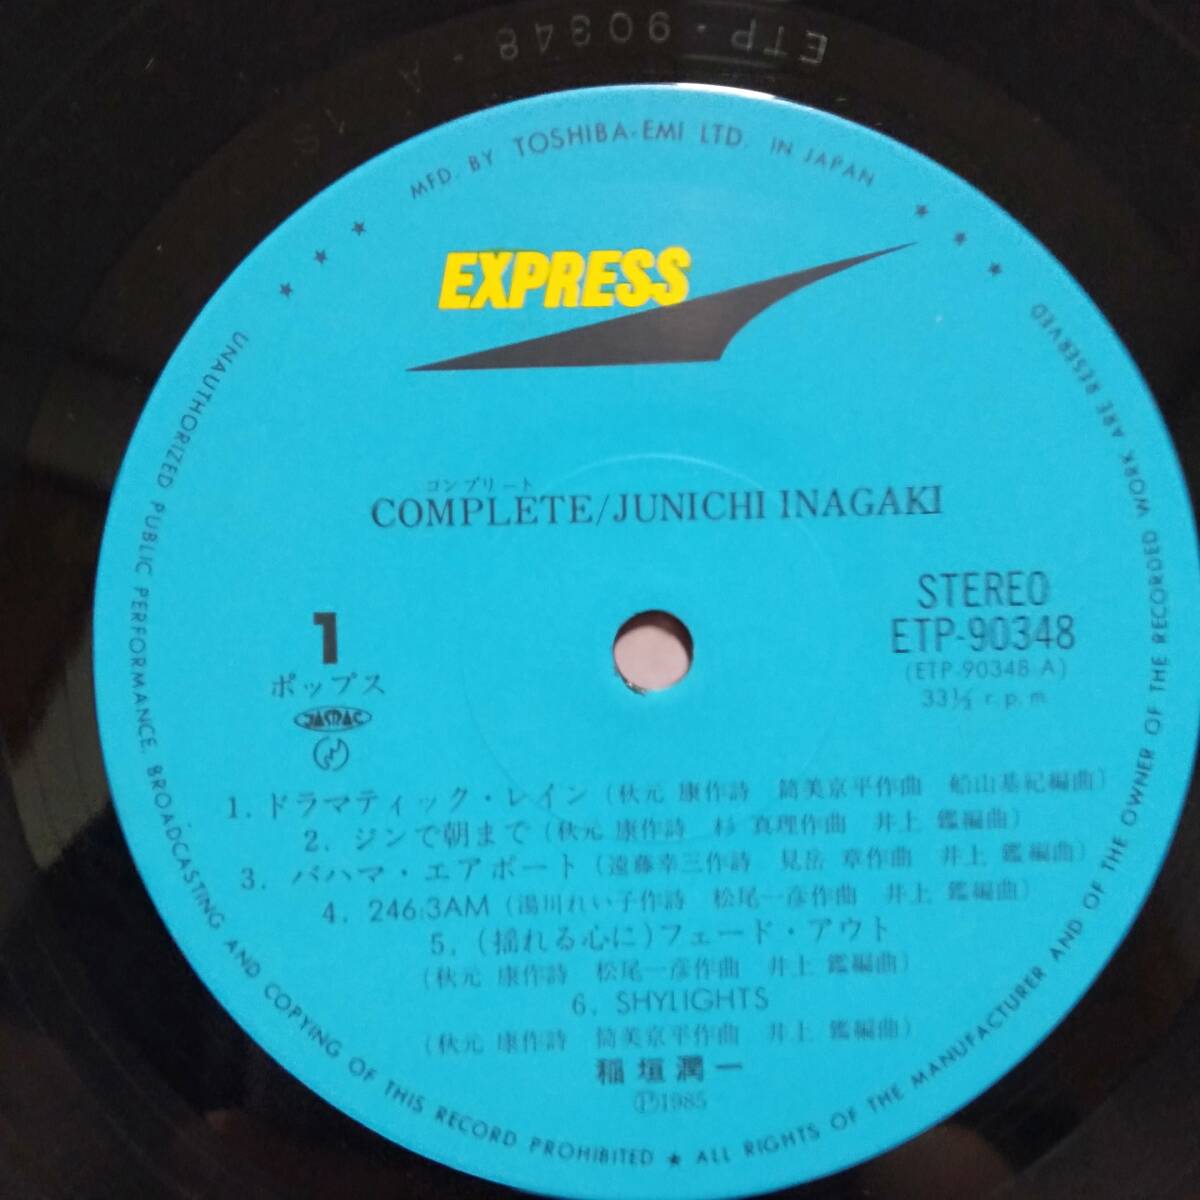 ETP-90348-A 1S
MFD. BY TOSHIBA-EMI LTD. IN JAPAN
EXPRESS
コンプリート
COMPLETE/JUNICHI INAGAKI
STEREO
ETP-90348
(ETP-90348-A)
33⅓ r.p.m.
1
ポップス
JASRAC
1. ドラマティック・レイン (秋元 康作詩 筒美京平作曲 船山基紀編曲)
2. ジンで朝まで (秋元 康作詩 杉 真理作曲 井上 鑑編曲)
3. バハマ・エアポート (遠藤幸三作詩 見岳 章作曲 井上 鑑編曲)
4. 246:3AM (湯川れい子作詩 松尾一彦作曲 井上 鑑編曲)
5. (揺れる心に)フェード・アウト
(秋元 康作詩 松尾一彦作曲 井上 鑑編曲)
6. SHYLIGHTS
(秋元 康作詩 筒美京平作曲 井上 鑑編曲)
稲垣潤一
Ⓟ1985
UNAUTHORIZED PUBLIC PERFORMANCE, BROADCASTING AND COPYING OF THIS RECORD PROHIBITED ★ ALL RIGHTS OF THE MANUFACTURER AND OF THE OWNER OF THE RECORDED WORK ARE RESERVED